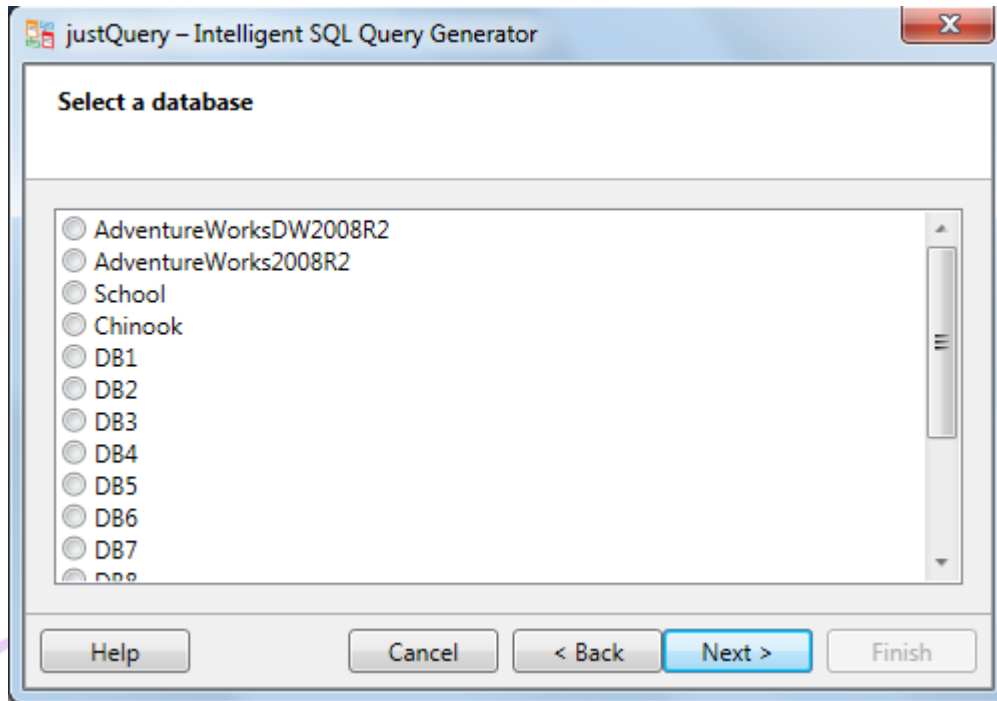 justQuery – Intelligent SQL Query Generator
Select a database
AdventureWorksDW2008R2
AdventureWorks2008R2
School
Chinook
DB1
DB2
DB3
DB4
DB5
DB6
DB7
DB8
Help
Cancel
< Back
Next >
Finish